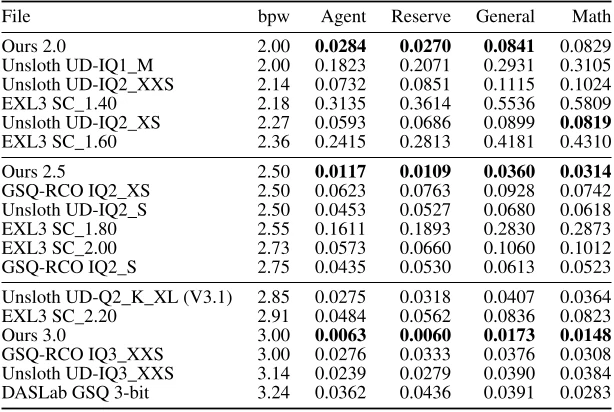 File bpw Agent Reserve General Math
Ours 2.0 2.00 0.0284 0.0270 0.0841 0.0829
Unsloth UD-IQ1_M 2.00 0.1823 0.2071 0.2931 0.3105
Unsloth UD-IQ2_XXS 2.14 0.0732 0.0851 0.1115 0.1024
EXL3 SC_1.40 2.18 0.3135 0.3614 0.5536 0.5809
Unsloth UD-IQ2_XS 2.27 0.0593 0.0686 0.0899 0.0819
EXL3 SC_1.60 2.36 0.2415 0.2813 0.4181 0.4310
Ours 2.5 2.50 0.0117 0.0109 0.0360 0.0314
GSQ-RCO IQ2_XS 2.50 0.0623 0.0763 0.0928 0.0742
Unsloth UD-IQ2_S 2.50 0.0453 0.0527 0.0680 0.0618
EXL3 SC_1.80 2.55 0.1611 0.1893 0.2830 0.2873
EXL3 SC_2.00 2.73 0.0573 0.0660 0.1060 0.1012
GSQ-RCO IQ2_S 2.75 0.0435 0.0530 0.0613 0.0523
Unsloth UD-Q2_K_XL (V3.1) 2.85 0.0275 0.0318 0.0407 0.0364
EXL3 SC_2.20 2.91 0.0484 0.0562 0.0836 0.0823
Ours 3.0 3.00 0.0063 0.0060 0.0173 0.0148
GSQ-RCO IQ3_XXS 3.00 0.0276 0.0333 0.0376 0.0308
Unsloth UD-IQ3_XXS 3.14 0.0239 0.0279 0.0390 0.0384
DASLab GSQ 3-bit 3.24 0.0362 0.0436 0.0391 0.0283